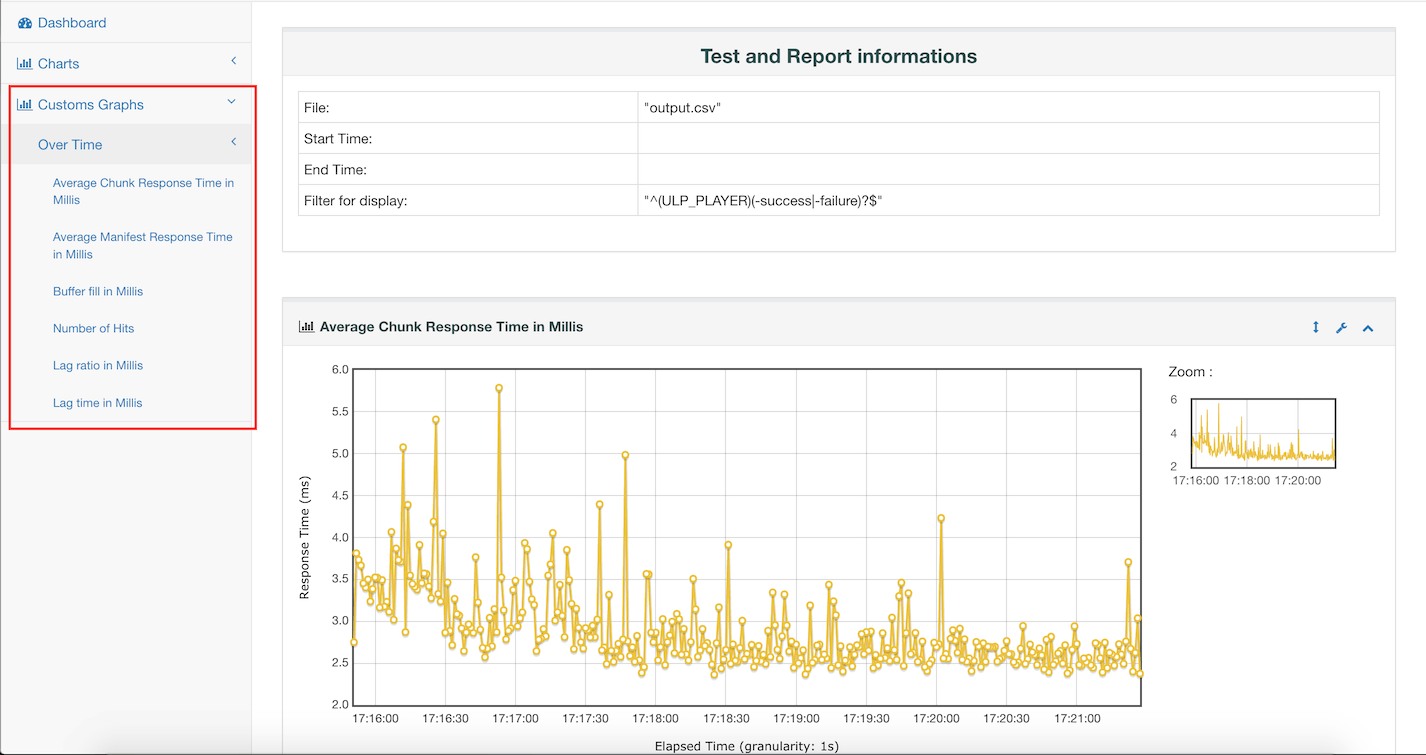 Dashboard
Charts
Customs Graphs
Over Time
Average Chunk Response Time in
Millis
Average Manifest Response Time
in Millis
Buffer fill in Millis
Number of Hits
Lag ratio in Millis
Lag time in Millis
Test and Report informations
File: "output.csv"
Start Time:
End Time:
Filter for display: "^(ULP_PLAYER)(-success|-failure)?$"
Average Chunk Response Time in Millis
Response Time (ms)
6.0
5.5
5.0
4.5
4.0
3.5
3.0
2.5
2.0
17:16:00 17:16:30 17:17:00 17:17:30 17:18:00 17:18:30 17:19:00 17:19:30 17:20:00 17:20:30 17:21:00
Elapsed Time (granularity: 1s)
Zoom :
6
4
2
17:16:00 17:18:00 17:20:00